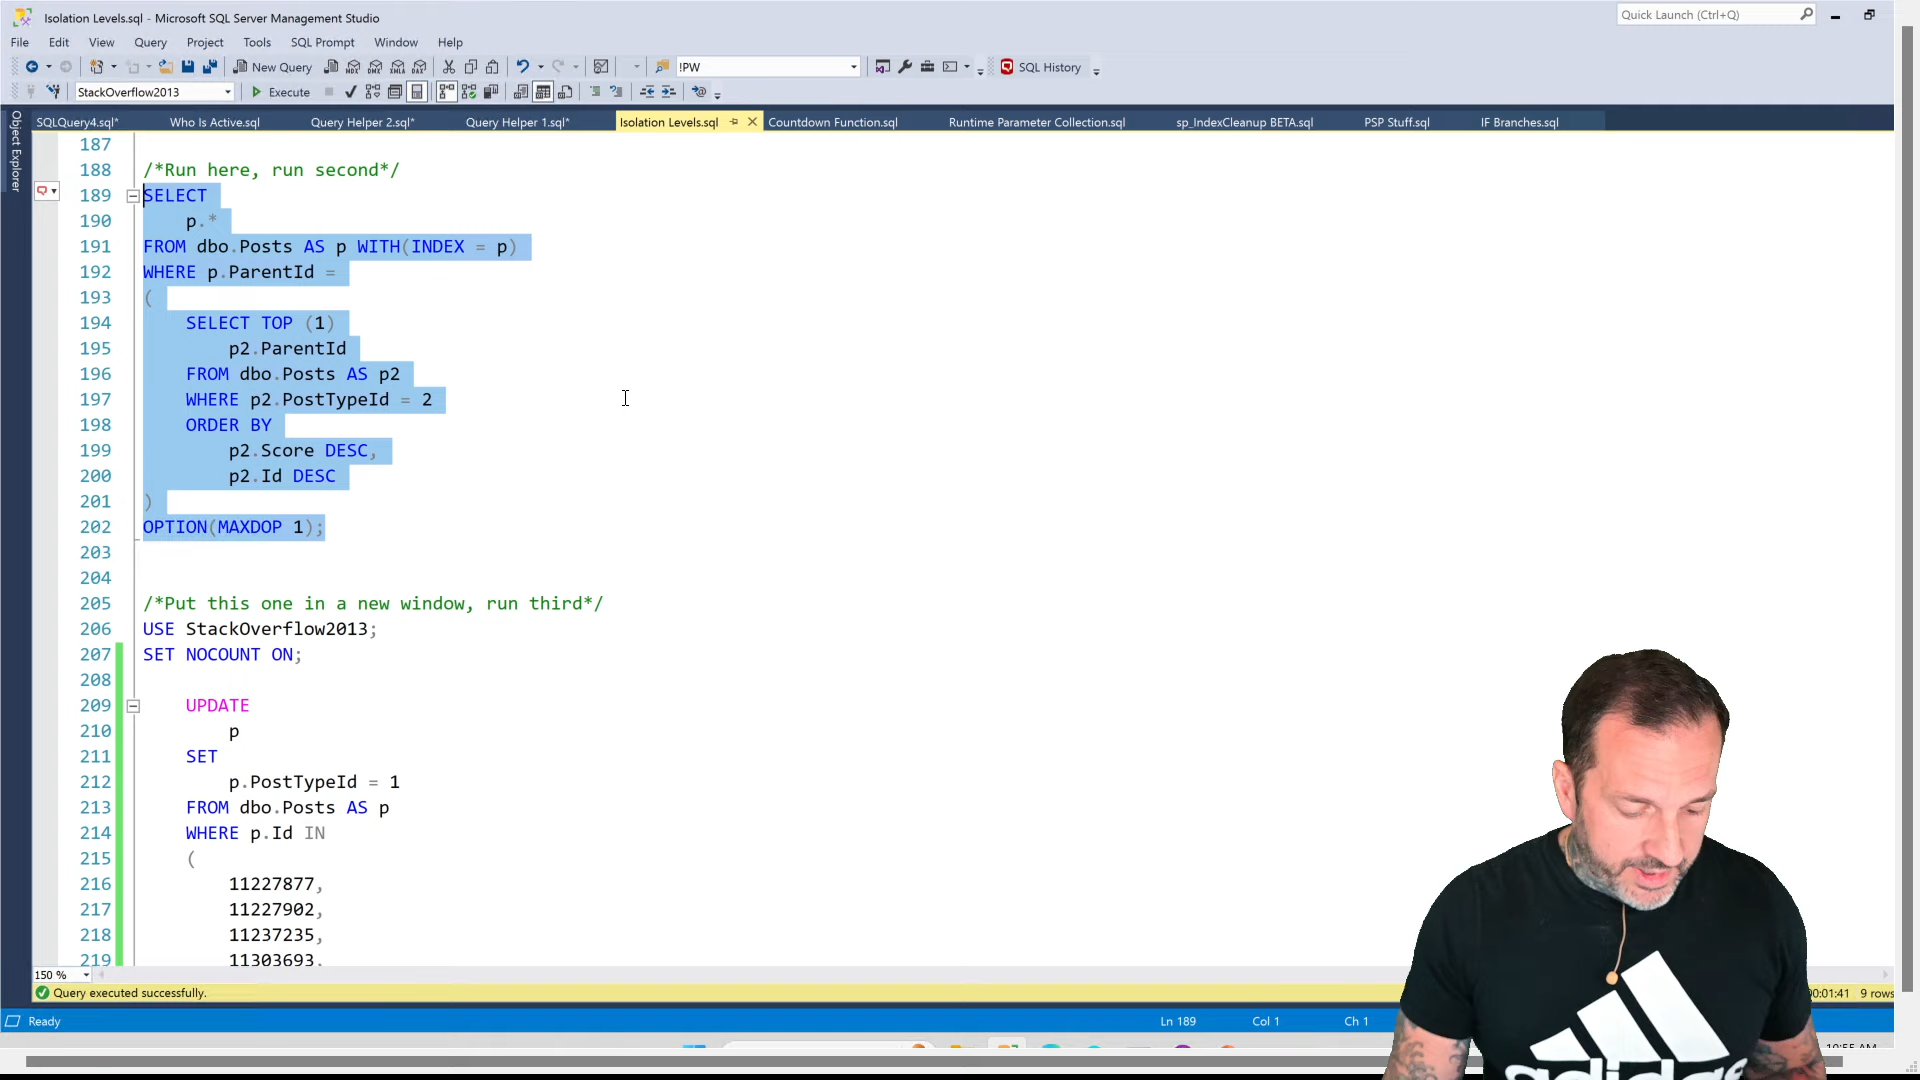 Isolation Levels.sql - Microsoft SQL Server Management Studio
Quick Launch (Ctrl+Q)
File Edit View Query Project Tools SQL Prompt Window Help
New Query
!PW
SQL History
StackOverflow2013
Execute
SQLQuery4.sql* Who Is Active.sql Query Helper 2.sql* Query Helper 1.sql* Isolation Levels.sql Countdown Function.sql Runtime Parameter Collection.sql sp_IndexCleanup BETA.sql PSP Stuff.sql IF Branches.sql
Object Explorer
187
188 /*Run here, run second*/
189 SELECT
190 p.*
191 FROM dbo.Posts AS p WITH(INDEX = p)
192 WHERE p.ParentId =
193 (
194 SELECT TOP (1)
195 p2.ParentId
196 FROM dbo.Posts AS p2
197 WHERE p2.PostTypeId = 2
198 ORDER BY
199 p2.Score DESC,
200 p2.Id DESC
201 )
202 OPTION(MAXDOP 1);
203
204
205 /*Put this one in a new window, run third*/
206 USE StackOverflow2013;
207 SET NOCOUNT ON;
208
209 UPDATE
210 p
211 SET
212 p.PostTypeId = 1
213 FROM dbo.Posts AS p
214 WHERE p.Id IN
215 (
216 11227877,
217 11227902,
218 11237235,
219 11303693,
150 %
Query executed successfully.
00:01:41 9 rows
Ready
Ln 189 Col 1 Ch 1
10:55 AM
adidas